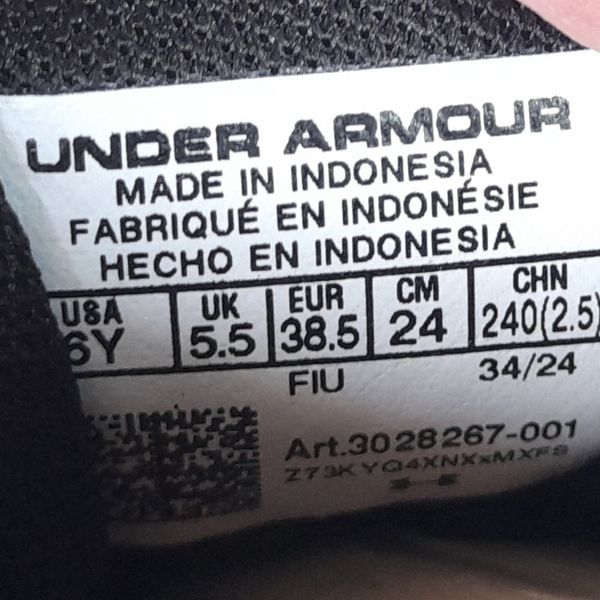 UNDER ARMOUR
MADE IN INDONESIA
FABRIQUÉ EN INDONÉSIE
HECHO EN INDONESIA
USA UK EUR CM CHN
6Y 5.5 38.5 24 240(2.5)
FIU 34/24
Art.3028267-001